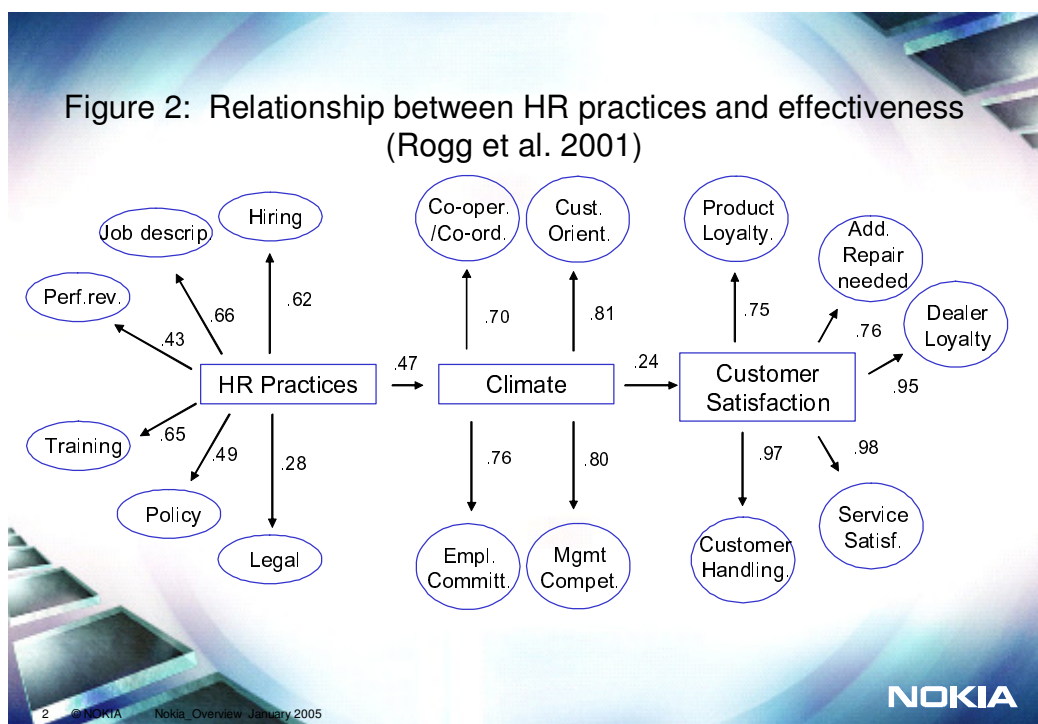 Figure 2:  Relationship between HR practices and effectiveness
(Rogg et al. 2001)
Hiring
Job descrip
Perf.rev.
.62
.66
.43
HR Practices
Training
.65
.49
.28
Policy
Legal
.47
Co-oper.
/Co-ord.
Cust.
Orient.
.70
.81
Climate
.76
.80
Empl.
Committ.
Mgmt
Compet.
.24
Product
Loyalty.
Add.
Repair
needed
Dealer
Loyalty
.75
.76
.95
Customer
Satisfaction
.97
.98
Customer
Handling.
Service
Satisf.
2 © NOKIA Nokia_Overview January 2005
NOKIA